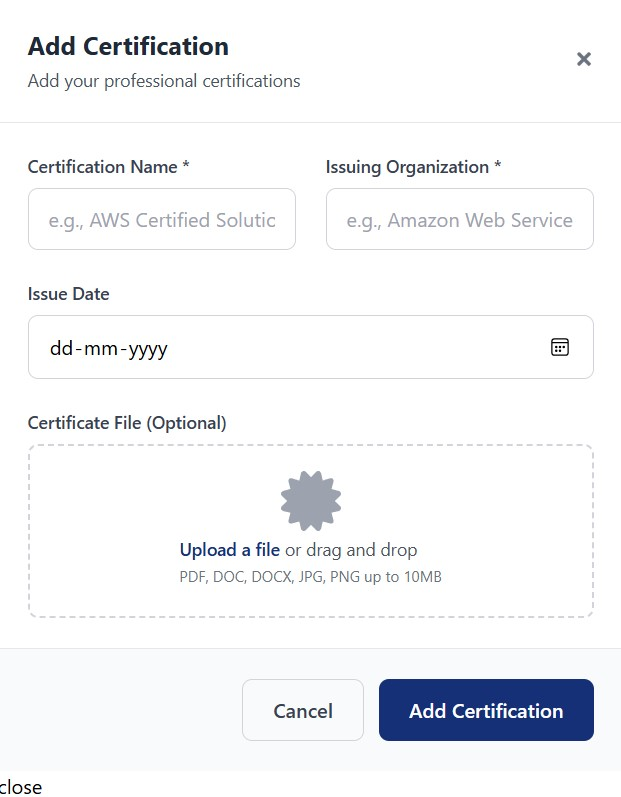 Add Certification
Add your professional certifications
Certification Name *
Issuing Organization *
e.g., AWS Certified Solutic
e.g., Amazon Web Service
Issue Date
dd-mm-yyyy
Certificate File (Optional)
Upload a file or drag and drop
PDF, DOC, DOCX, JPG, PNG up to 10MB
Cancel
Add Certification
close